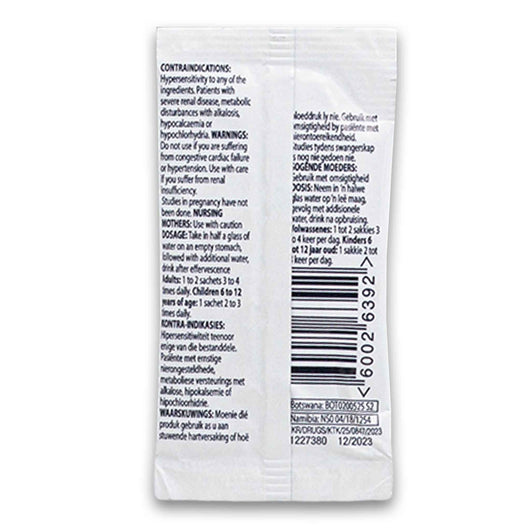 CONTRAINDICATIONS:
Hypersensitivity to any of the
ingredients. Patients with
severe renal disease, metabolic
disturbances with alkalosis,
hypocalcaemia or
hypochlorhydria. WARNINGS:
Do not use if you are suffering
from congestive cardiac failure
or hypertension. Use with care
if you suffer from renal
insufficiency.
Studies in pregnancy have not
been done. NURSING
MOTHERS: Use with caution
DOSAGE: Take in half a glass of
water on an empty stomach,
followed with additional water,
drink after effervescence
Adults: 1 to 2 sachets 3 to 4
times daily. Children 6 to 12
years of age: 1 sachet 2 to 3
times daily.
KONTRA-INDIKASIES:
Hipersensitiwiteit teenoor
enige van die bestanddele.
Pasiënte met ernstige
nierongesteldhede,
metaboliese versteurings met
alkalose, hipokalsemie of
hipochloorhidrie.
WAARSKUWINGS: Moenie dié
produk gebruik as u aan
stuwende hartversaking of hoë
bloeddruk ly nie. Gebruik met
omsigtigheid by pasiënte met
nierontoereikendheid.
Studies tydens swangerskap
is nog nie gedoen nie.
SOGENDE MOEDERS:
Gebruik met omsigtigheid
DOSIS: Neem in 'n halwe
glas water op 'n leë maag,
gevolg met addisionele
water, drink na opbruising.
Volwassenes: 1 tot 2 sakkies 3
to 4 keer per dag. Kinders 6
tot 12 jaar oud: 1 sakkie 2 tot
3 keer per dag.
<6002 6392>
Botswana: BOT0200525 S2
Namibia: NS0 04/18/1254
KR/DRUGS/KTK/25/0847/2023
1227380 12/2023